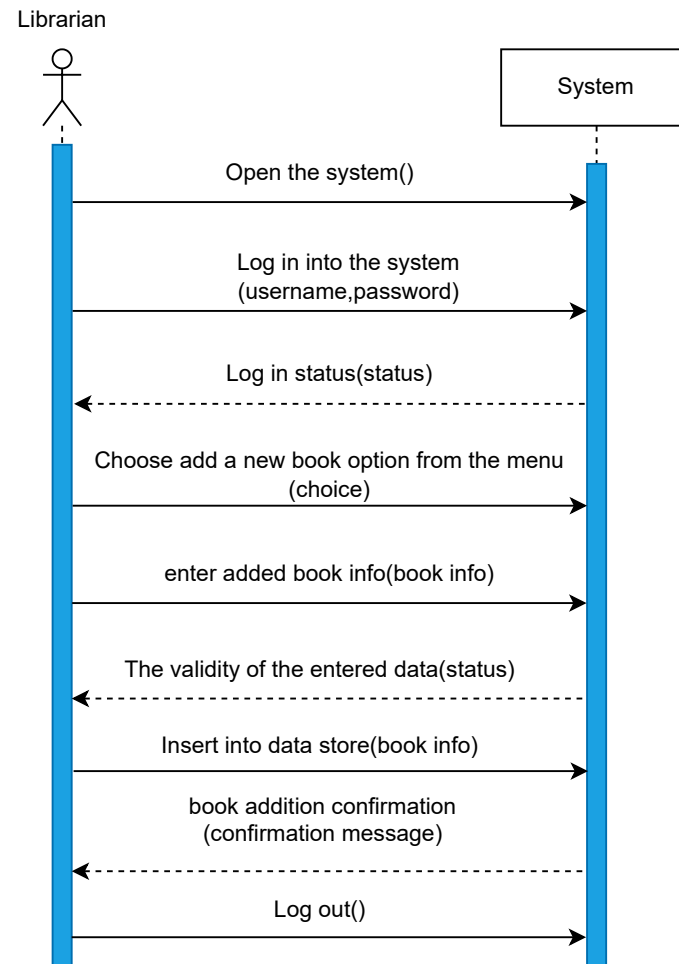 Librarian
System
Open the system()
Log in into the system
(username,password)
Log in status(status)
Choose add a new book option from the menu
(choice)
enter added book info(book info)
The validity of the entered data(status)
Insert into data store(book info)
book addition confirmation
(confirmation message)
Log out()